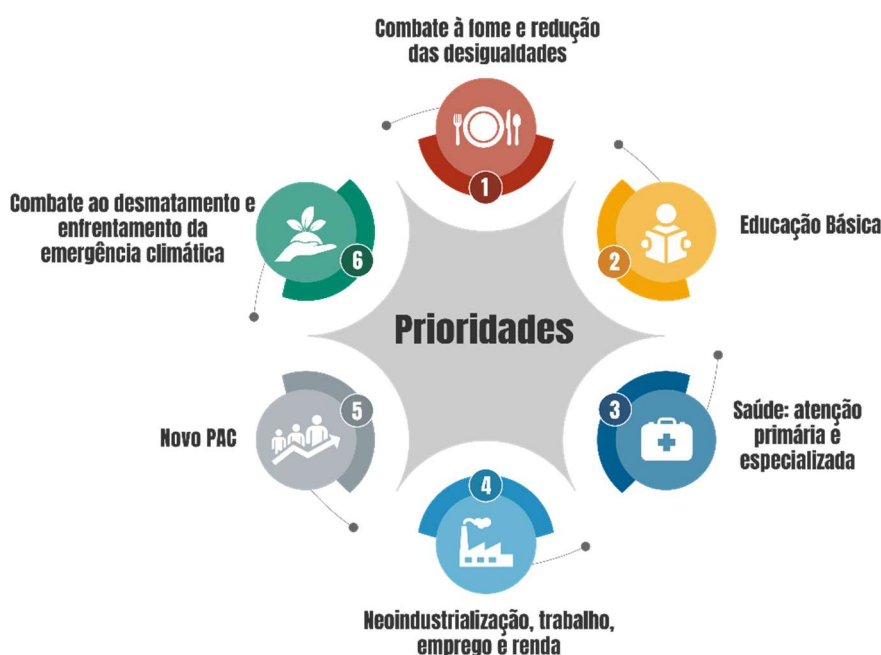 Combate à fome e redução
das desigualdades
1
Educação Básica
2
Saúde: atenção
primária e
especializada
3
Neoindustrialização, trabalho,
emprego e renda
4
Novo PAC
5
Combate ao desmatamento e
enfrentamento da
emergência climática
6
Prioridades